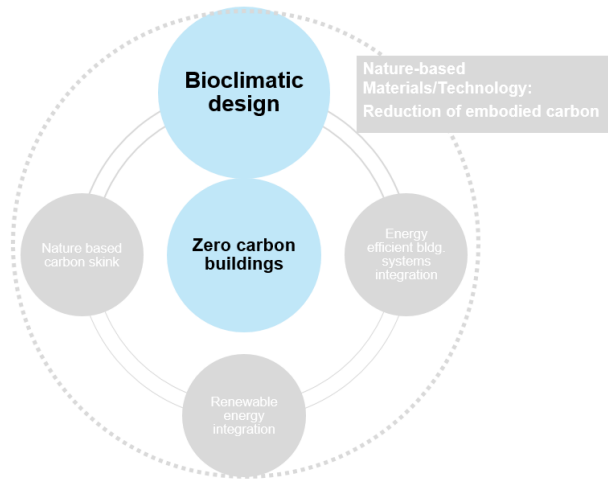 Bioclimatic
design
Nature-based
Materials/Technology:
Reduction of embodied carbon
Nature based
carbon skink
Zero carbon
buildings
Energy
efficient bldg.
systems
integration
Renewable
energy
integration